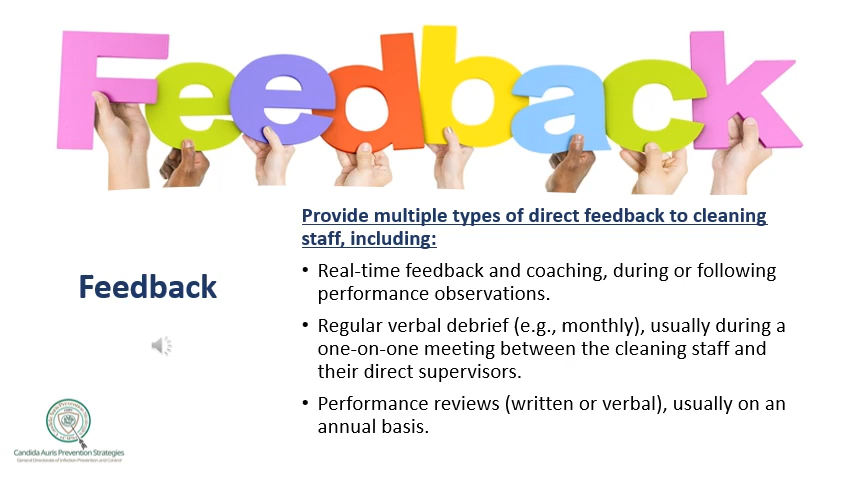 Feedback
Provide multiple types of direct feedback to cleaning
staff, including:
• Real-time feedback and coaching, during or following
performance observations.
• Regular verbal debrief (e.g., monthly), usually during a
one-on-one meeting between the cleaning staff and
their direct supervisors.
• Performance reviews (written or verbal), usually on an
annual basis.
Feedback
Candida Auris Prevention Strategies
General Directorate of Infection Prevention and Control